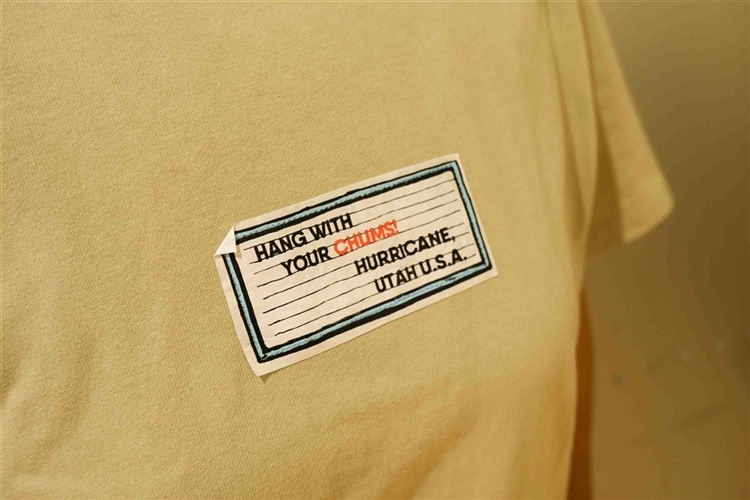 HANG WITH
YOUR CHUMS!
HURRICANE,
UTAH U.S.A.